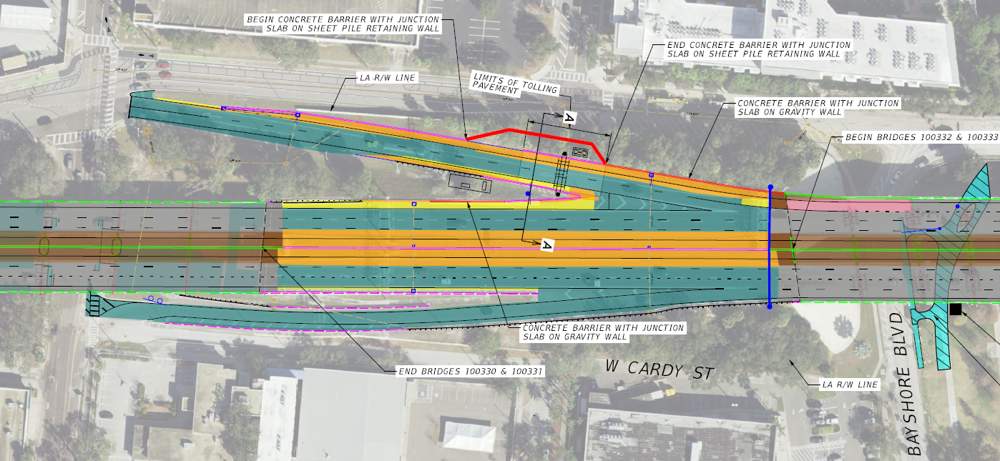 BEGIN CONCRETE BARRIER WITH JUNCTION
SLAB ON SHEET PILE RETAINING WALL
END CONCRETE BARRIER WITH JUNCTION
SLAB ON SHEET PILE RETAINING WALL
LA R/W LINE
LIMITS OF TOLLING
PAVEMENT
CONCRETE BARRIER WITH JUNCTION
SLAB ON GRAVITY WALL
A
BEGIN BRIDGES 100332 & 100333
A
CONCRETE BARRIER WITH JUNCTION
SLAB ON GRAVITY WALL
END BRIDGES 100330 & 100331
W CARDY ST
LA R/W LINE
BAYSHORE BLVD